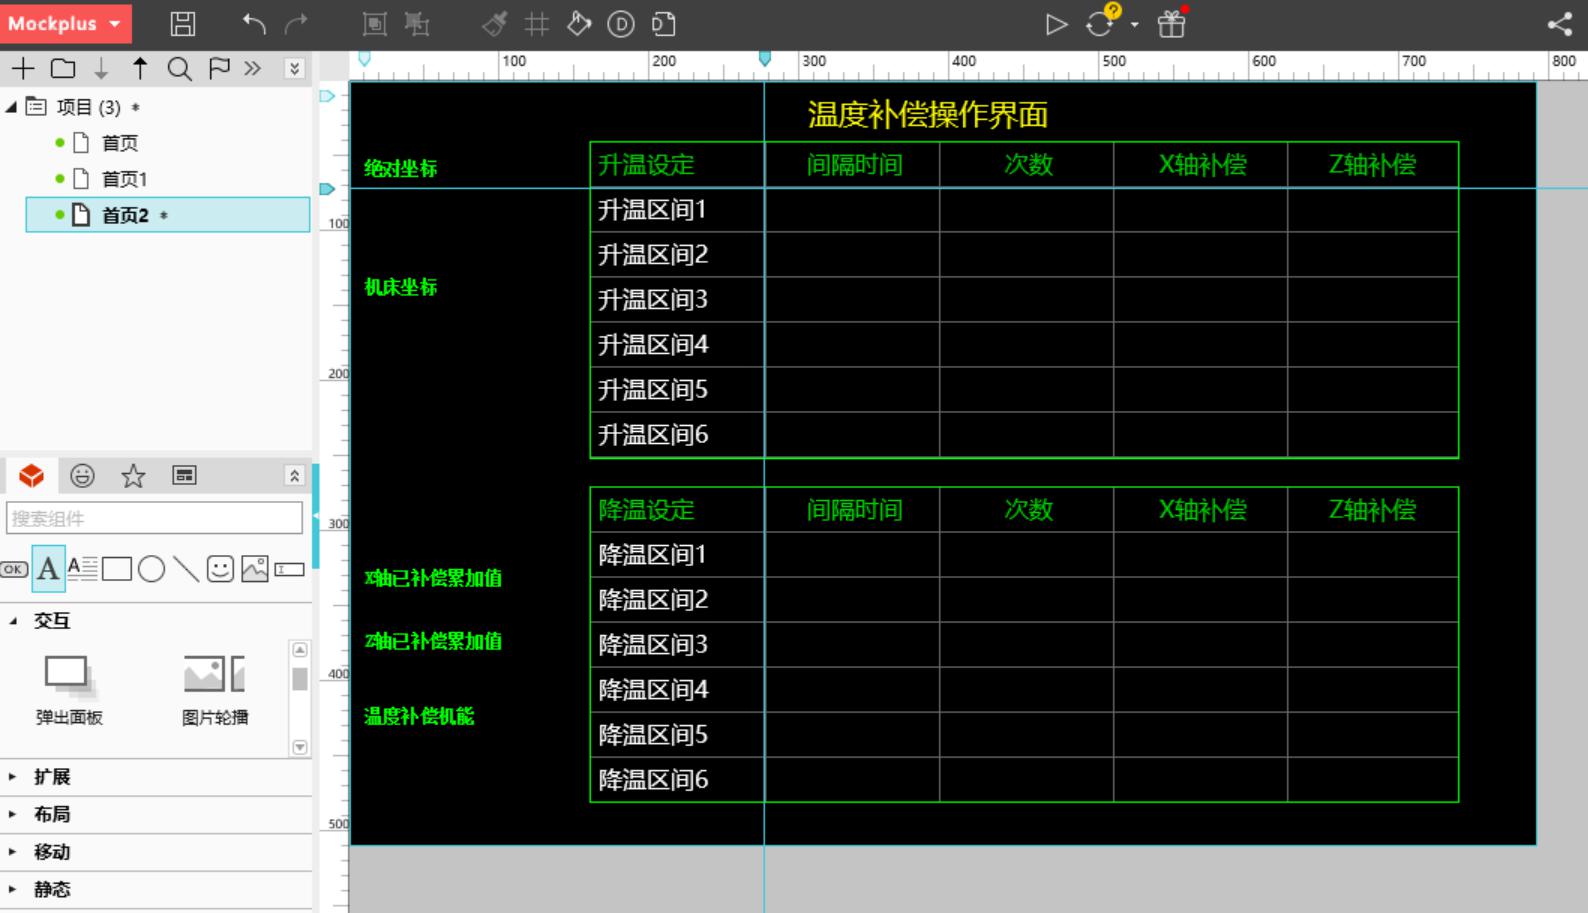 Mockplus
项目 (3) *
首页
首页1
首页2 *
搜索组件
OK
A
A
交互
弹出面板
图片轮播
扩展
布局
移动
静态
100 200 300 400 500 600 700 800
100
200
300
400
500
温度补偿操作界面
绝对坐标
机床坐标
X轴已补偿累加值
Z轴已补偿累加值
温度补偿机能
升温设定 间隔时间 次数 X轴补偿 Z轴补偿
升温区间1
升温区间2
升温区间3
升温区间4
升温区间5
升温区间6
降温设定 间隔时间 次数 X轴补偿 Z轴补偿
降温区间1
降温区间2
降温区间3
降温区间4
降温区间5
降温区间6